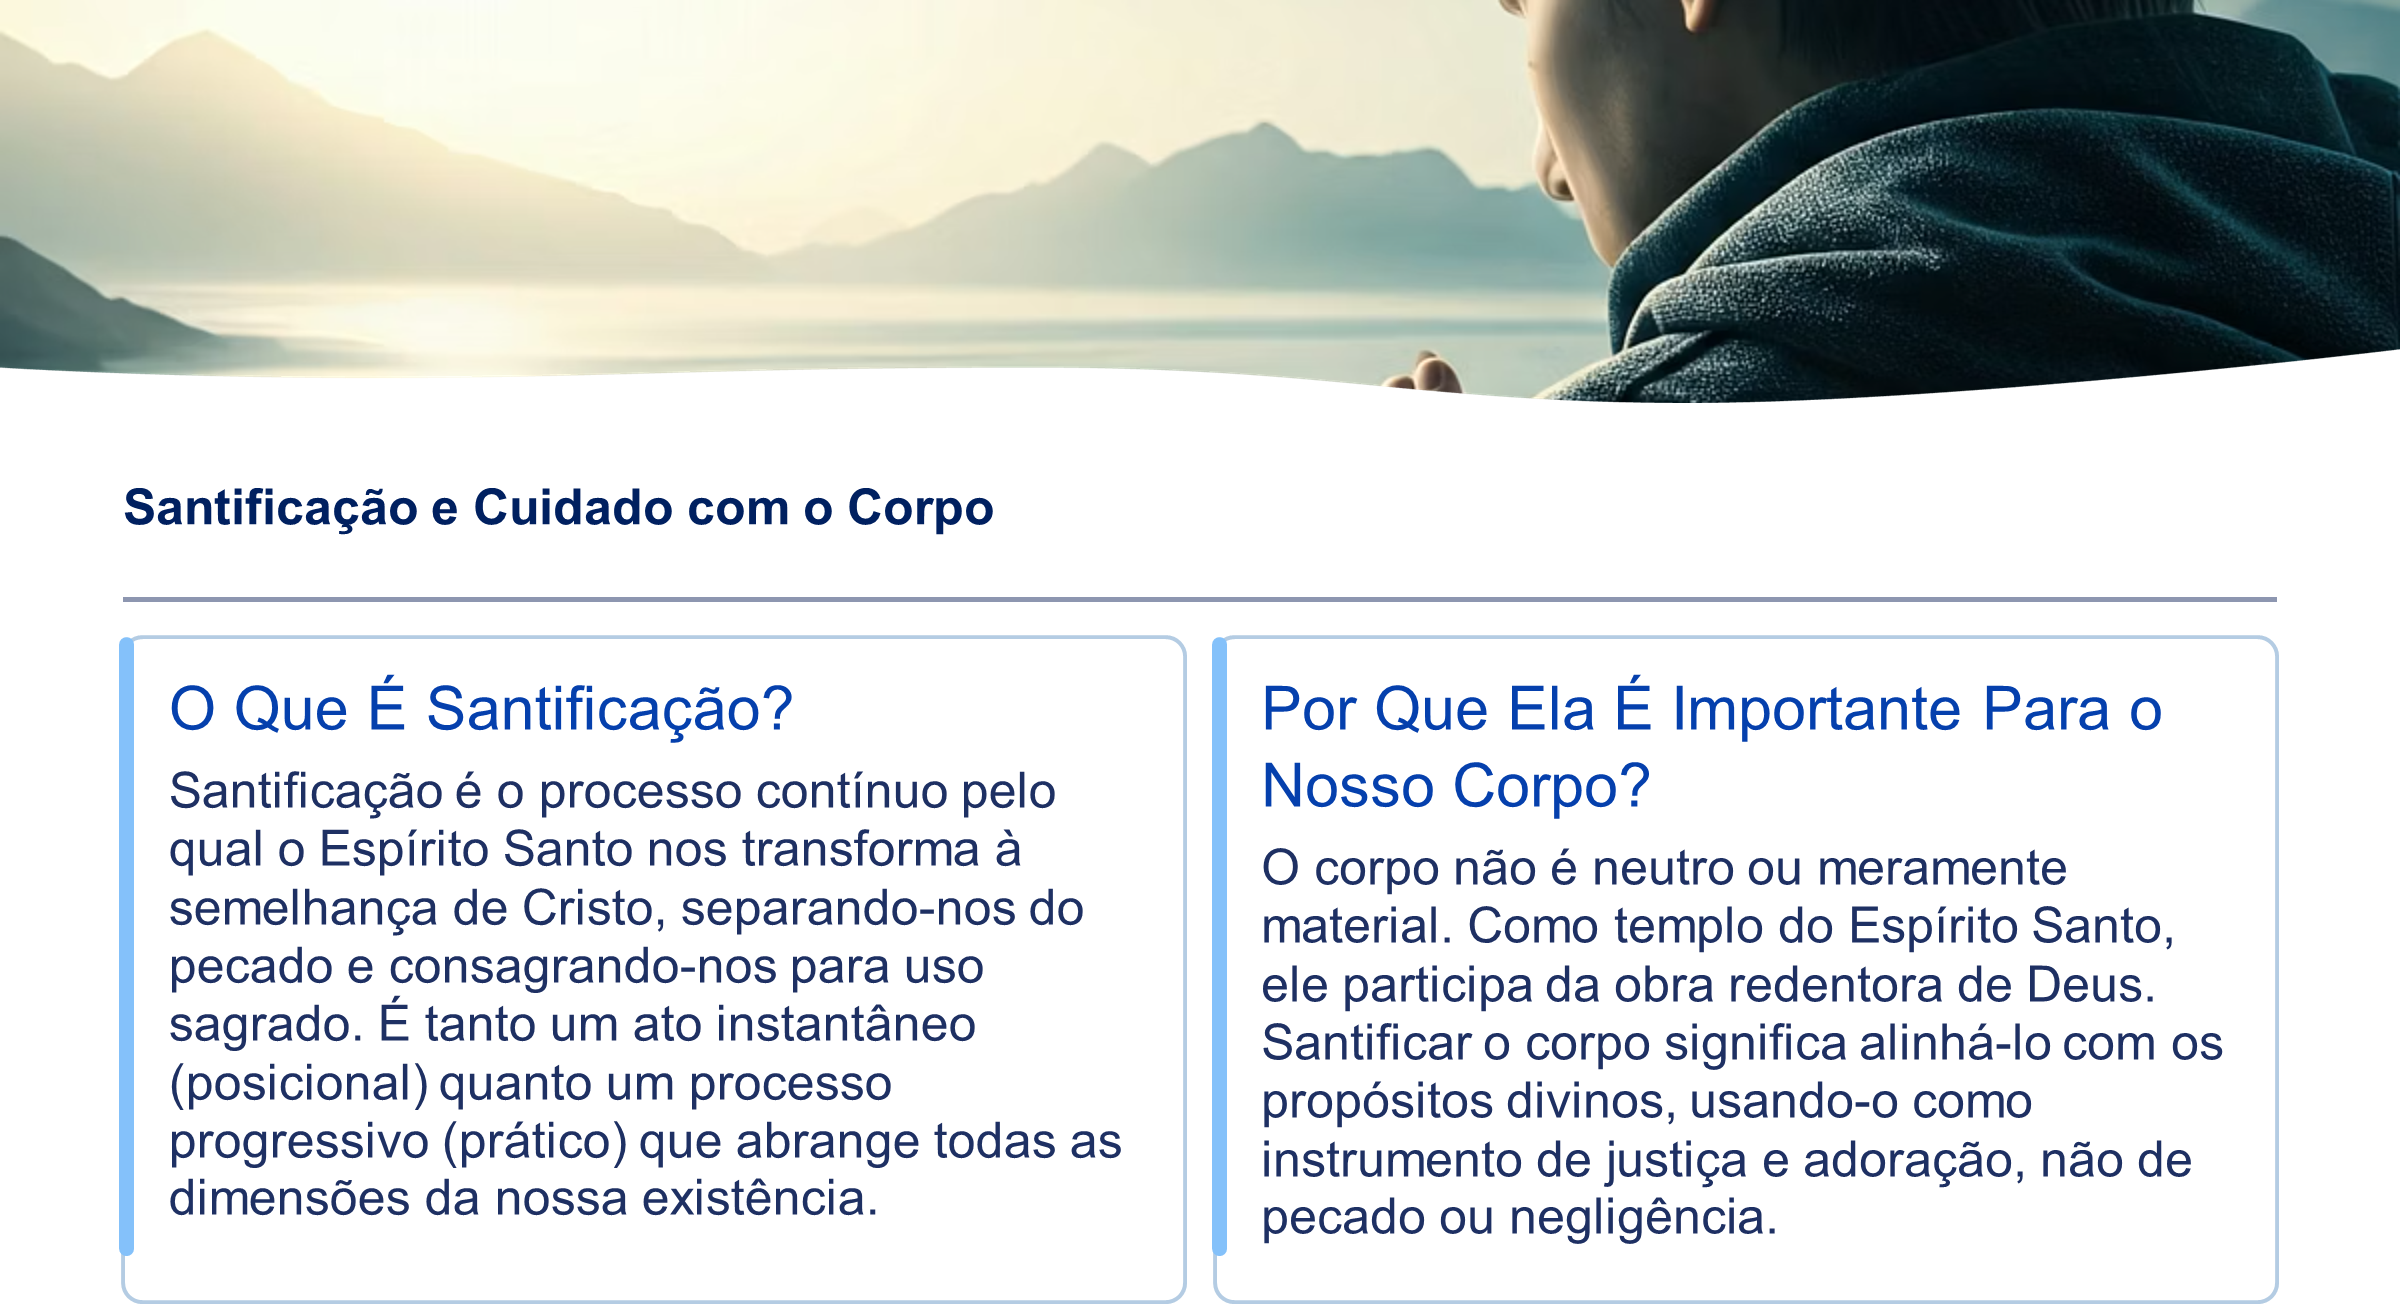 Santificação e Cuidado com o Corpo
O Que É Santificação?
Santificação é o processo contínuo pelo
qual o Espírito Santo nos transforma à
semelhança de Cristo, separando-nos do
pecado e consagrando-nos para uso
sagrado. É tanto um ato instantâneo
(posicional) quanto um processo
progressivo (prático) que abrange todas as
dimensões da nossa existência.
Por Que Ela É Importante Para o
Nosso Corpo?
O corpo não é neutro ou meramente
material. Como templo do Espírito Santo,
ele participa da obra redentora de Deus.
Santificar o corpo significa alinhá-lo com os
propósitos divinos, usando-o como
instrumento de justiça e adoração, não de
pecado ou negligência.